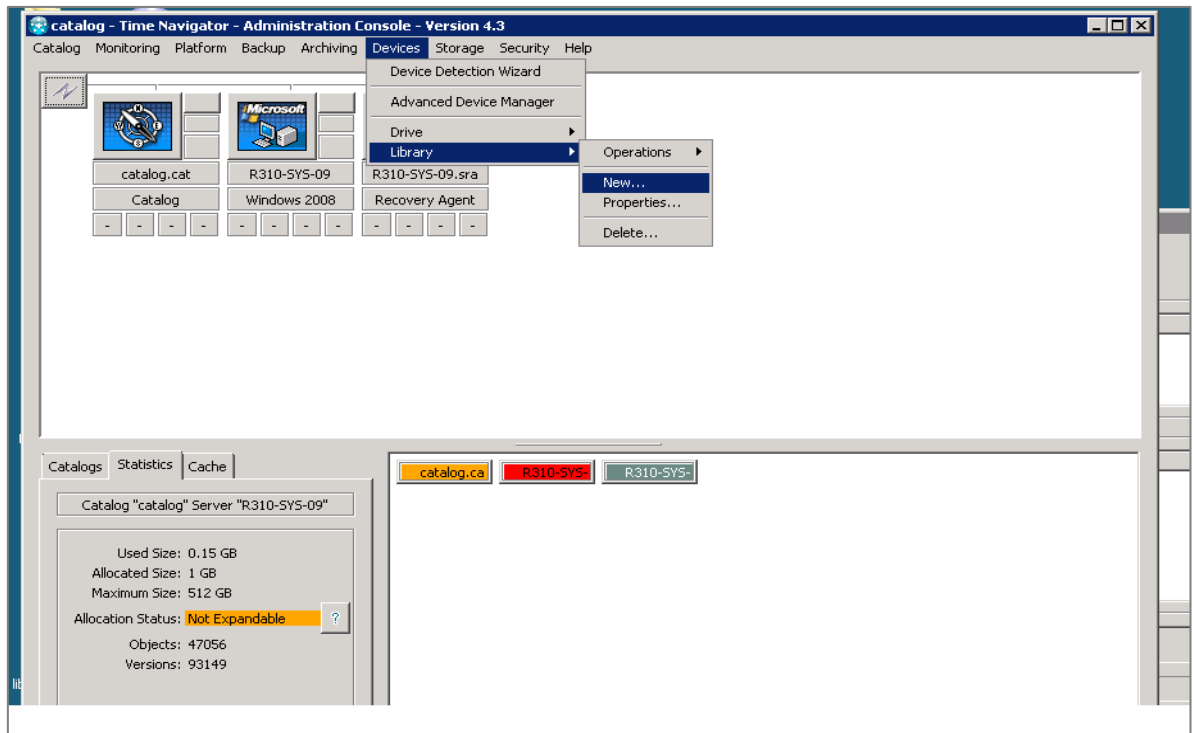 catalog - Time Navigator - Administration Console - Version 4.3
Catalog Monitoring Platform Backup Archiving Devices Storage Security Help
Device Detection Wizard
Advanced Device Manager
Drive
Library
Operations
New...
Properties...
Delete...
Microsoft
catalog.cat R310-SYS-09 R310-SYS-09.sra
Catalog Windows 2008 Recovery Agent
- - - - - - - - - - - -
Catalogs Statistics Cache
catalog.ca R310-SYS- R310-SYS-
Catalog "catalog" Server "R310-SYS-09"
Used Size: 0.15 GB
Allocated Size: 1 GB
Maximum Size: 512 GB
Allocation Status: Not Expandable ?
Objects: 47056
Versions: 93149